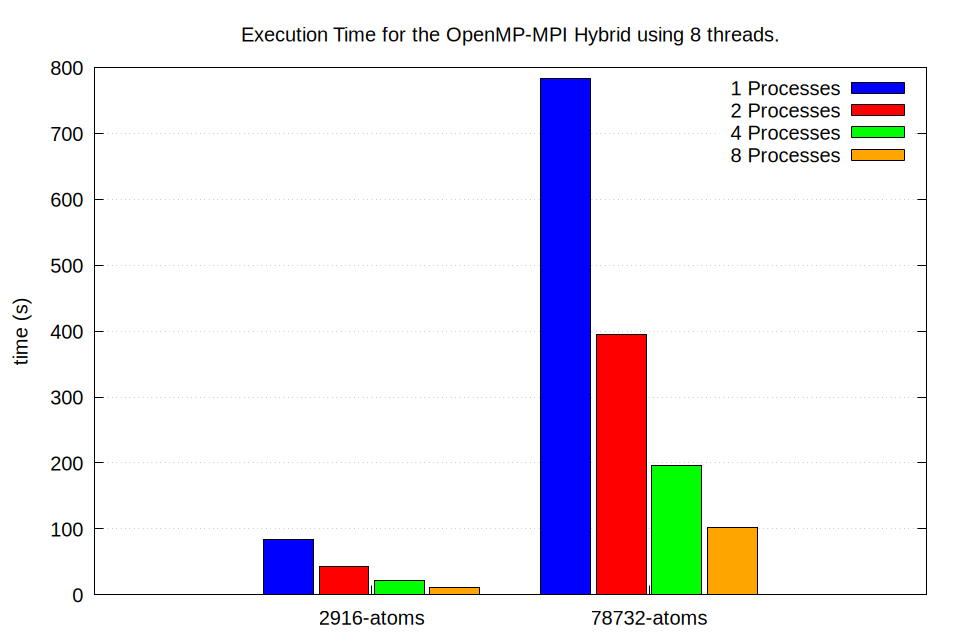 Execution Time for the OpenMP-MPI Hybrid using 8 threads.
800
700
600
500
400
300
200
100
0
time (s)
1 Processes
2 Processes
4 Processes
8 Processes
2916-atoms
78732-atoms